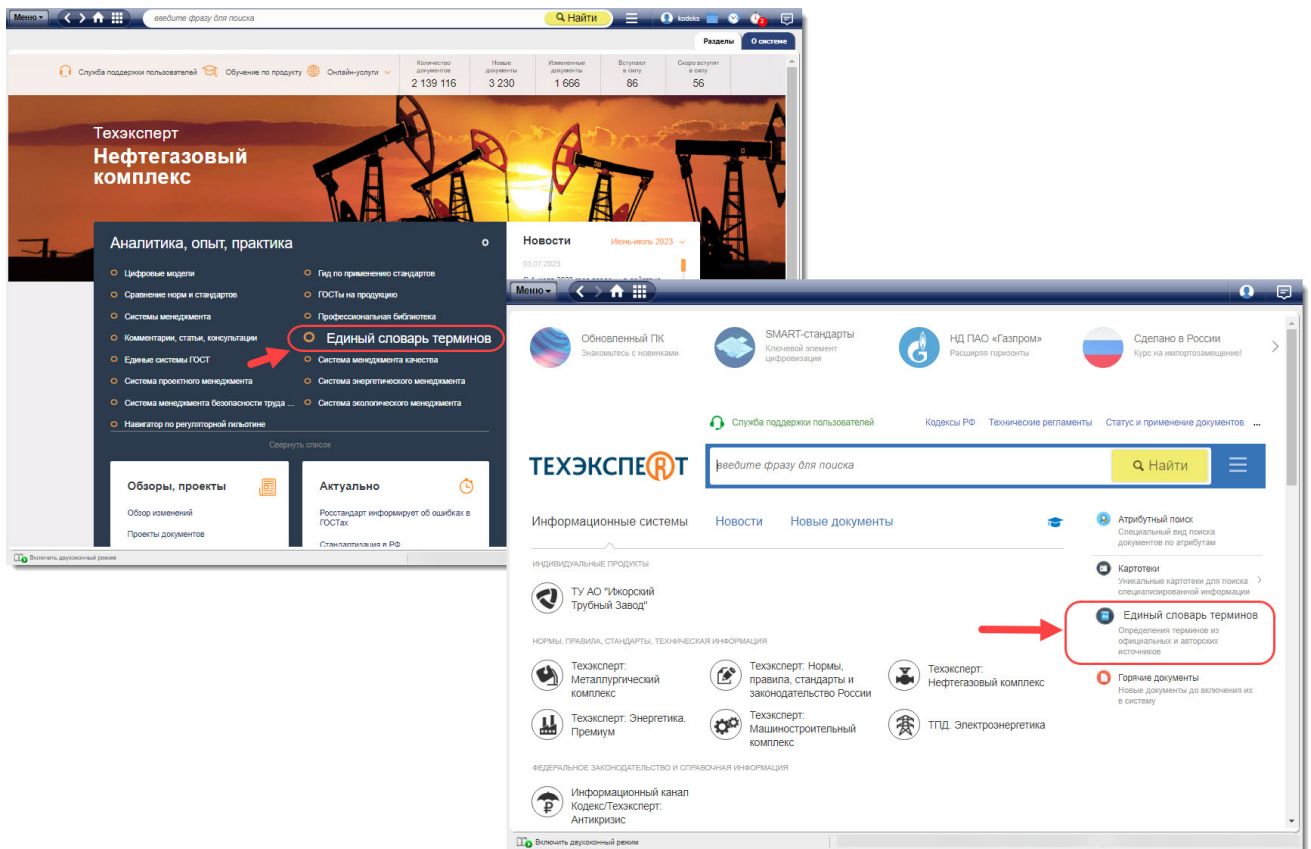 Меню
введите фразу для поиска
Найти
kodeks
2
Разделы
О системе
Служба поддержки пользователей
Обучение по продукту
Онлайн-услуги
Количество
документов
2 139 116
Новые
документы
3 230
Измененные
документы
1 666
Вступают
в силу
86
Скоро вступят
в силу
56
Техэксперт
Нефтегазовый
комплекс
Аналитика, опыт, практика
Цифровые модели
Сравнение норм и стандартов
Системы менеджмента
Комментарии, статьи, консультации
Единые системы ГОСТ
Система проектного менеджмента
Система менеджмента безопасности труда ...
Навигатор по регуляторной гильотине
Гид по применению стандартов
ГОСТы на продукцию
Профессиональная библиотека
Единый словарь терминов
Система менеджмента качества
Система энергетического менеджмента
Система экологического менеджмента
Свернуть список
Новости
Июнь-июль 2023
03.07.2023
Обзоры, проекты
Обзор изменений
Проекты документов
Актуально
Росстандарт информирует об ошибках в
ГОСТах
Стандартизация в РФ
Включить двухоконный режим
Меню
Обновленный ПК
Знакомьтесь с новинками
SMART-стандарты
Ключевой элемент
цифровизации
НД ПАО «Газпром»
Расширяя горизонты
Сделано в России
Курс на импортозамещение!
Служба поддержки пользователей
Кодексы РФ
Технические регламенты
Статус и применение документов
...
ТЕХЭКСПЕRТ
введите фразу для поиска
Найти
Информационные системы
Новости
Новые документы
ИНДИВИДУАЛЬНЫЕ ПРОДУКТЫ
ТУ АО "Ижорский
Трубный Завод"
НОРМЫ, ПРАВИЛА, СТАНДАРТЫ, ТЕХНИЧЕСКАЯ ИНФОРМАЦИЯ
Техэксперт:
Металлургический
комплекс
Техэксперт: Нормы,
правила, стандарты и
законодательство России
Техэксперт:
Нефтегазовый комплекс
Техэксперт: Энергетика.
Премиум
Техэксперт:
Машиностроительный
комплекс
ТПД. Электроэнергетика
ФЕДЕРАЛЬНОЕ ЗАКОНОДАТЕЛЬСТВО И СПРАВОЧНАЯ ИНФОРМАЦИЯ
Информационный канал
Кодекс/Техэксперт:
Антикризис
Атрибутный поиск
Специальный вид поиска
документов по атрибутам
Картотеки
Уникальные картотеки для поиска
специализированной информации
Единый словарь терминов
Определения терминов из
официальных и авторских
источников
Горячие документы
Новые документы до включения их
в систему
Включить двухоконный режим